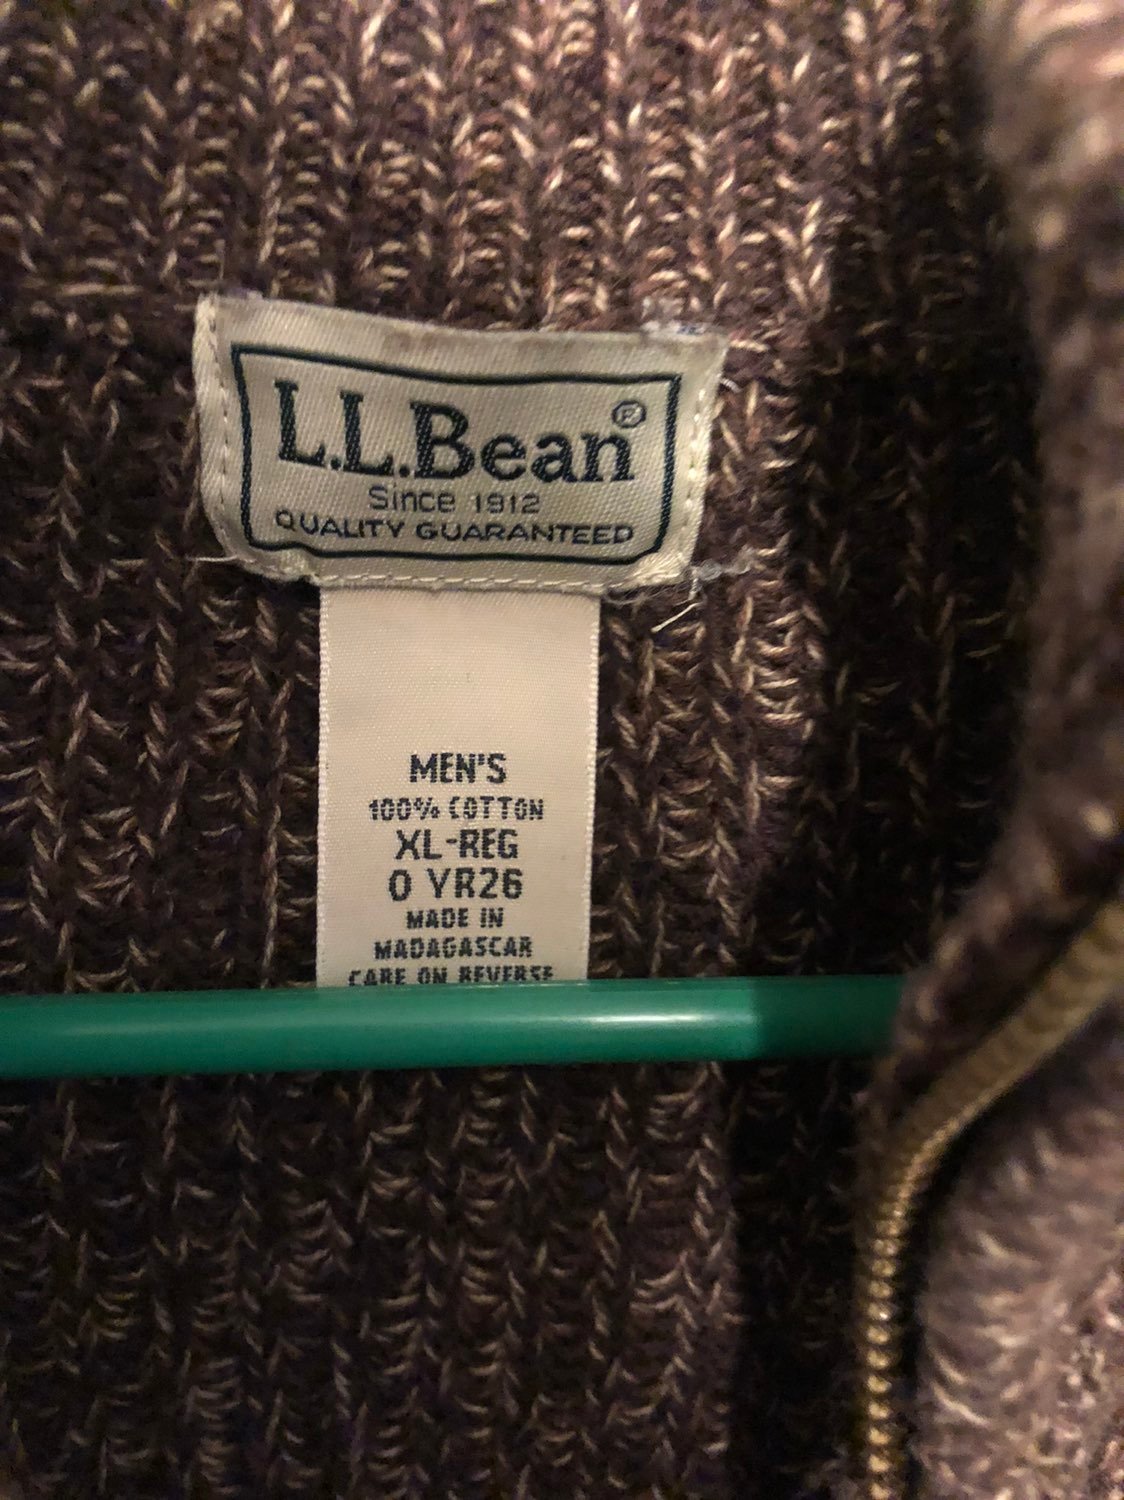 L.L.Bean®
Since 1912
QUALITY GUARANTEED
MEN'S
100% COTTON
XL-REG
0 YR26
MADE IN
MADAGASCAR
CARE ON REVERSE